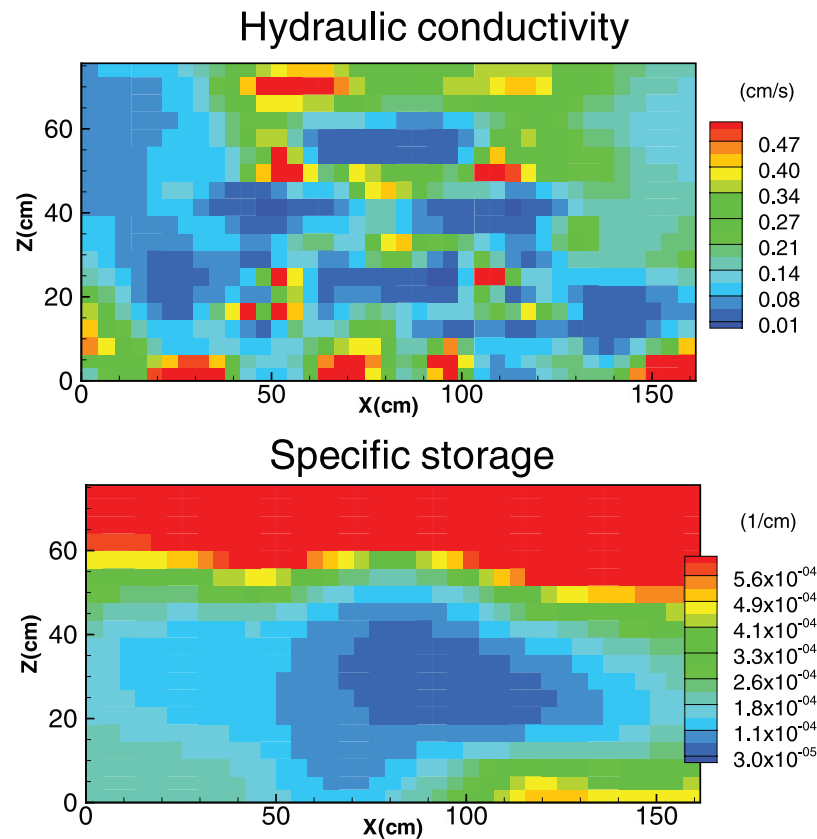 Hydraulic conductivity
(cm/s)
0.47
0.40
0.34
0.27
0.21
0.14
0.08
0.01
Z(cm)
60
40
20
0
0 50 100 150
X(cm)
Specific storage
(1/cm)
5.6x10-04
4.9x10-04
4.1x10-04
3.3x10-04
2.6x10-04
1.8x10-04
1.1x10-04
3.0x10-05
Z(cm)
60
40
20
0
0 50 100 150
X(cm)